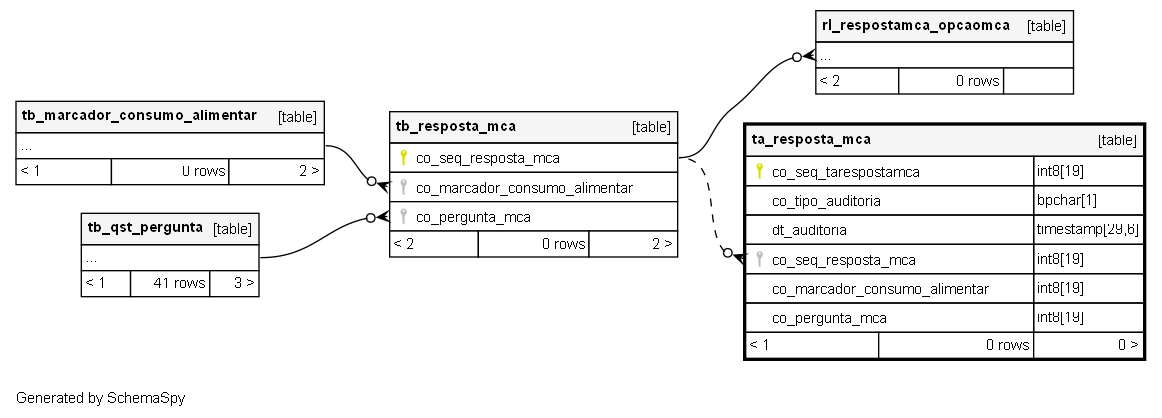 rl_respostamca_opcaomca [table]
...
< 2 0 rows
tb_marcador_consumo_alimentar [table]
...
< 1 0 rows 2 >
tb_resposta_mca [table]
co_seq_resposta_mca
co_marcador_consumo_alimentar
co_pergunta_mca
< 2 0 rows 2 >
tb_qst_pergunta [table]
...
< 1 41 rows 3 >
ta_resposta_mca [table]
co_seq_tarespostamca int8[19]
co_tipo_auditoria bpchar[1]
dt_auditoria timestamp[29,6]
co_seq_resposta_mca int8[19]
co_marcador_consumo_alimentar int8[19]
co_pergunta_mca int8[19]
< 1 0 rows 0 >
Generated by SchemaSpy